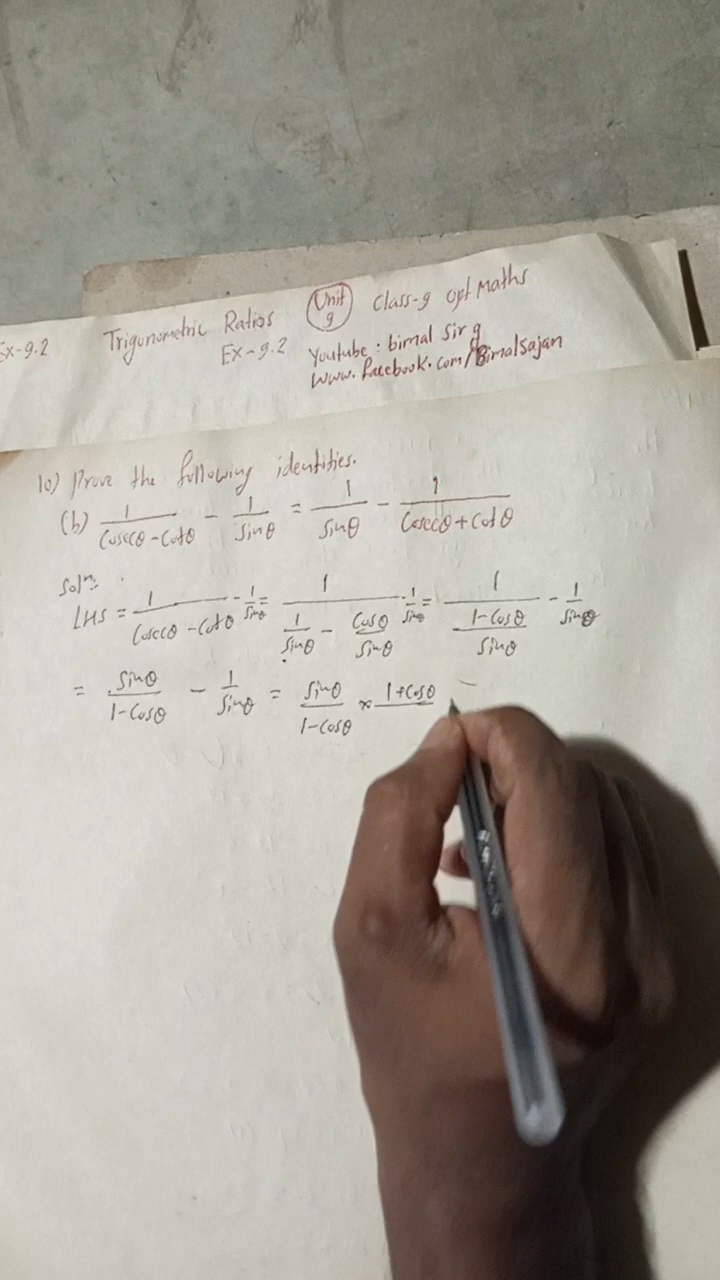 Ex-9.2 Trigonometric Ratios Unit 9 Class-9 Opt Maths
Ex-9.2 Youtube : bimal Sir g
www.facebook.com/Bimalsajan
10) Prove the following identities.
(h) 1/(Cosecθ - Cotθ) - 1/Sinθ = 1/Sinθ - 1/(Cosecθ + Cotθ)
Solⁿ:
LHS = 1/(Cosecθ - Cotθ) - 1/Sinθ = 1/(1/Sinθ - Cosθ/Sinθ) - 1/Sinθ = 1/((1-Cosθ)/Sinθ) - 1/Sinθ
= Sinθ/(1-Cosθ) - 1/Sinθ = Sinθ/(1-Cosθ) × 1+Cosθ